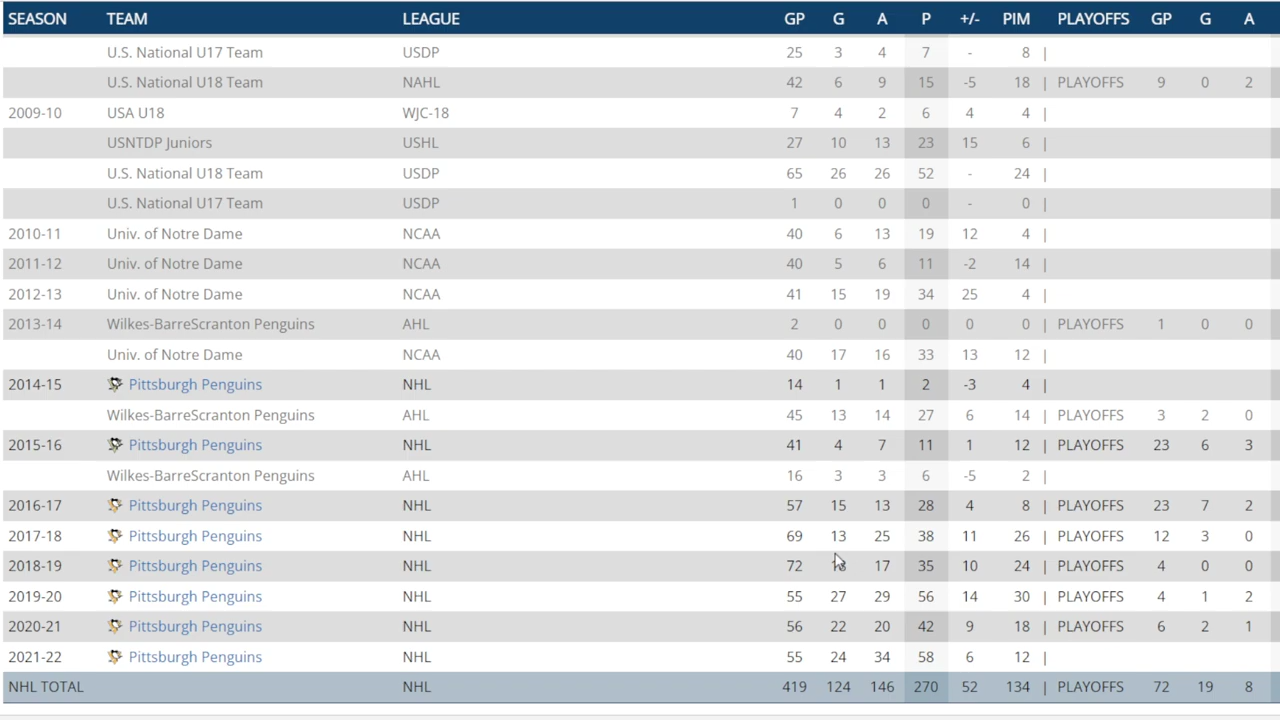 SEASON TEAM LEAGUE GP G A P +/- PIM PLAYOFFS GP G A
U.S. National U17 Team USDP 25 3 4 7 - 8 |
U.S. National U18 Team NAHL 42 6 9 15 -5 18 | PLAYOFFS 9 0 2
2009-10 USA U18 WJC-18 7 4 2 6 4 4 |
USNTDP Juniors USHL 27 10 13 23 15 6 |
U.S. National U18 Team USDP 65 26 26 52 - 24 |
U.S. National U17 Team USDP 1 0 0 0 - 0 |
2010-11 Univ. of Notre Dame NCAA 40 6 13 19 12 4 |
2011-12 Univ. of Notre Dame NCAA 40 5 6 11 -2 14 |
2012-13 Univ. of Notre Dame NCAA 41 15 19 34 25 4 |
2013-14 Wilkes-BarreScranton Penguins AHL 2 0 0 0 0 0 | PLAYOFFS 1 0 0
Univ. of Notre Dame NCAA 40 17 16 33 13 12 |
2014-15 Pittsburgh Penguins NHL 14 1 1 2 -3 4 |
Wilkes-BarreScranton Penguins AHL 45 13 14 27 6 14 | PLAYOFFS 3 2 0
2015-16 Pittsburgh Penguins NHL 41 4 7 11 1 12 | PLAYOFFS 23 6 3
Wilkes-BarreScranton Penguins AHL 16 3 3 6 -5 2 |
2016-17 Pittsburgh Penguins NHL 57 15 13 28 4 8 | PLAYOFFS 23 7 2
2017-18 Pittsburgh Penguins NHL 69 13 25 38 11 26 | PLAYOFFS 12 3 0
2018-19 Pittsburgh Penguins NHL 72 17 35 10 24 | PLAYOFFS 4 0 0
2019-20 Pittsburgh Penguins NHL 55 27 29 56 14 30 | PLAYOFFS 4 1 2
2020-21 Pittsburgh Penguins NHL 56 22 20 42 9 18 | PLAYOFFS 6 2 1
2021-22 Pittsburgh Penguins NHL 55 24 34 58 6 12 |
NHL TOTAL NHL 419 124 146 270 52 134 | PLAYOFFS 72 19 8